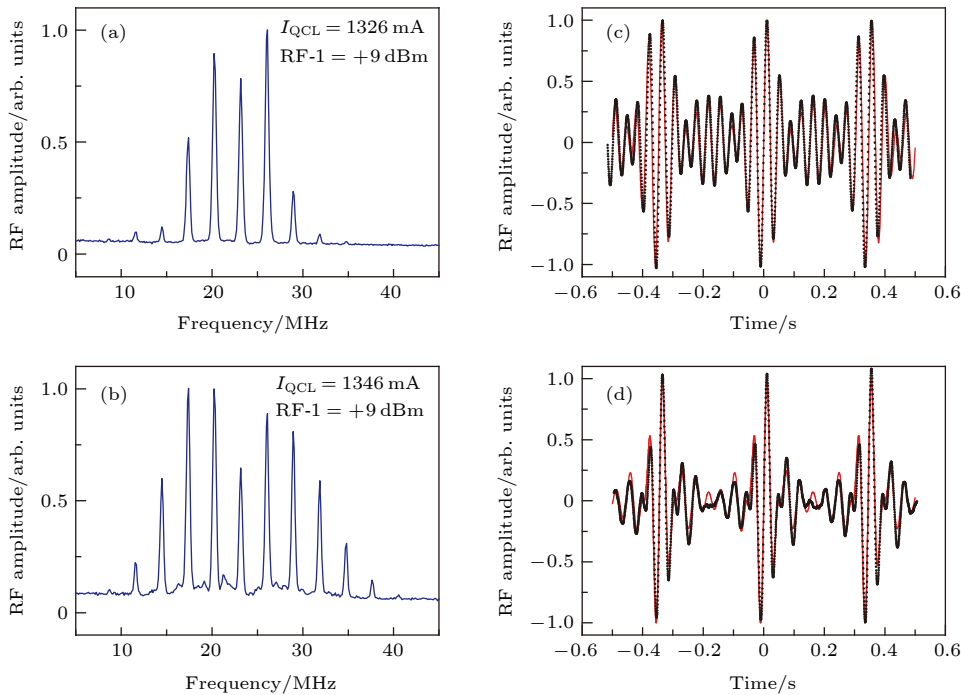 (a)
I_QCL = 1326 mA
RF-1 = +9 dBm
RF amplitude/arb. units
1.0
0.5
0
10 20 30 40
Frequency/MHz
(c)
RF amplitude/arb. units
1.0
0.5
0
−0.5
−1.0
−0.6 −0.4 −0.2 0 0.2 0.4 0.6
Time/s
(b)
I_QCL = 1346 mA
RF-1 = +9 dBm
RF amplitude/arb. units
1.0
0.5
0
10 20 30 40
Frequency/MHz
(d)
RF amplitude/arb. units
1.0
0.5
0
−0.5
−1.0
−0.6 −0.4 −0.2 0 0.2 0.4 0.6
Time/s